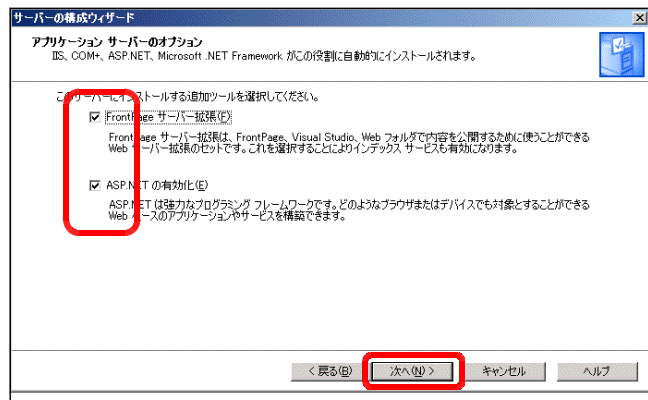 サーバーの構成ウィザード
アプリケーション サーバーのオプション
IIS、COM+、ASP.NET、Microsoft .NET Framework がこの役割に自動的にインストールされます。
このサーバーにインストールする追加ツールを選択してください。
FrontPage サーバー拡張(F)
FrontPage サーバー拡張は、FrontPage、Visual Studio、Web フォルダで内容を公開するために使うことができる
Web サーバー拡張のセットです。これを選択することによりインデックス サービスも有効になります。
ASP.NET の有効化(E)
ASP.NET は強力なプログラミング フレームワークです。どのようなブラウザまたはデバイスでも対象とすることができる
Web ベースのアプリケーションやサービスを構築できます。
< 戻る(B) 次へ(N) > キャンセル ヘルプ